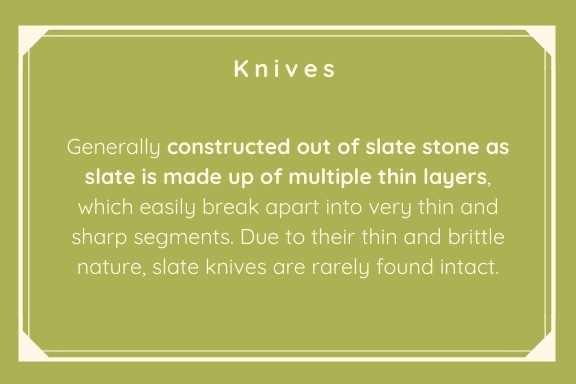 Knives
Generally constructed out of slate stone as
slate is made up of multiple thin layers,
which easily break apart into very thin and
sharp segments. Due to their thin and brittle
nature, slate knives are rarely found intact.